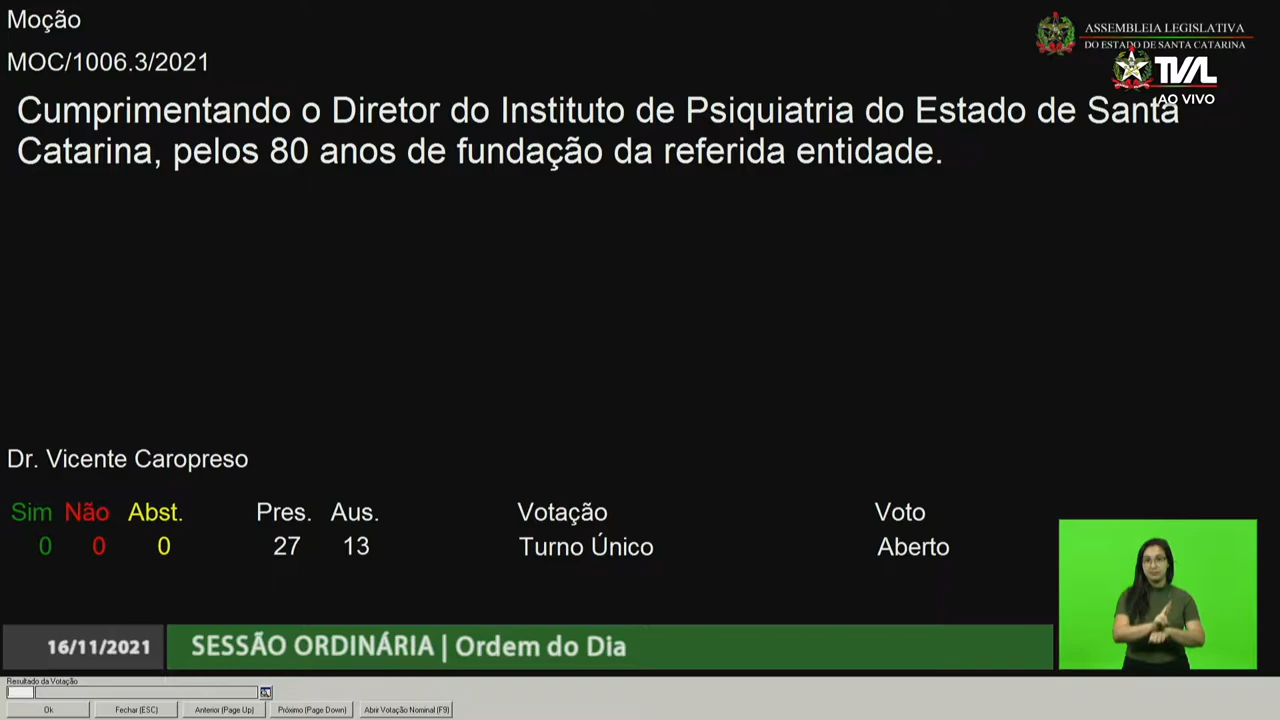 Moção
MOC/1006.3/2021
ASSEMBLEIA LEGISLATIVA
DO ESTADO DE SANTA CATARINA
TVAL
AO VIVO
Cumprimentando o Diretor do Instituto de Psiquiatria do Estado de Santa
Catarina, pelos 80 anos de fundação da referida entidade.
Dr. Vicente Caropreso
Sim Não Abst. Pres. Aus. Votação Voto
0 0 0 27 13 Turno Único Aberto
16/11/2021 SESSÃO ORDINÁRIA | Ordem do Dia
Resultado da Votação
Ok Fechar (ESC) Anterior (Page Up) Próximo (Page Down) Abrir Votação Nominal (F9)